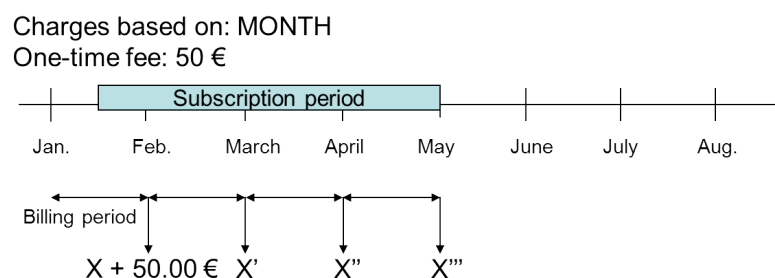 Charges based on: MONTH
One-time fee: 50 €
Subscription period
Jan. Feb. March April May June July Aug.
Billing period
X + 50.00 € X' X'' X'''